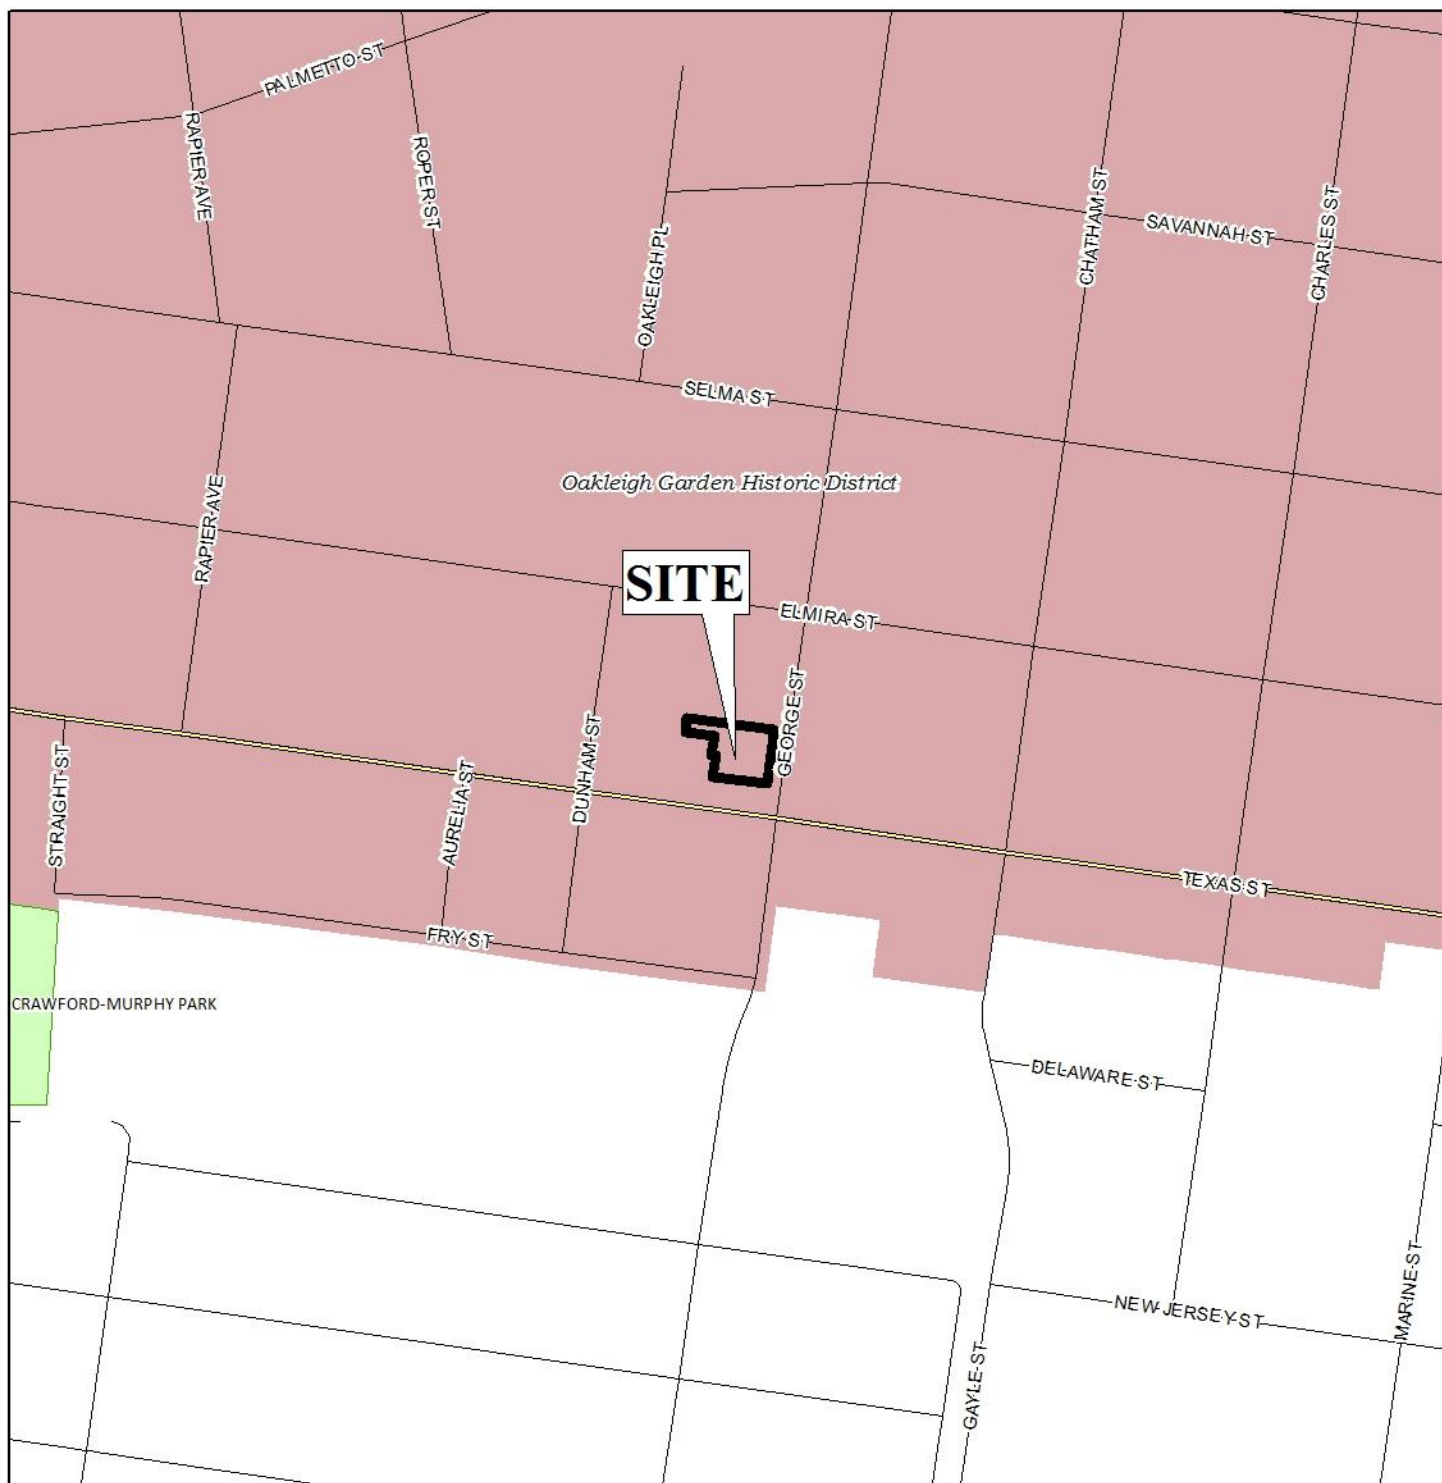 PALMETTO ST
RAPIER AVE
ROPER ST
CHATHAM ST
CHARLES ST
SAVANNAH ST
OAKLEIGH PL
SELMA ST
Oakleigh Garden Historic District
RAPIER AVE
SITE
ELMIRA ST
GEORGE ST
DUNHAM ST
STRAIGHT ST
AURELIA ST
TEXAS ST
FRY ST
CRAWFORD-MURPHY PARK
DELAWARE ST
NEW JERSEY ST
MARINE ST
GAYLE ST